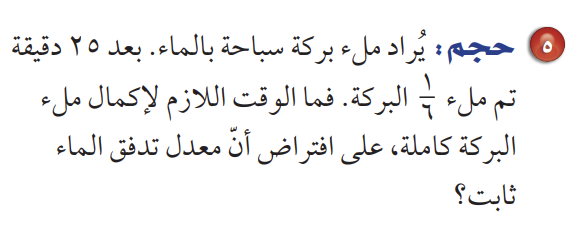 ٥ حجم: يُراد ملء بركة سباحة بالماء. بعد ٢٥ دقيقة
تم ملء ١/٦ البركة. فما الوقت اللازم لإكمال ملء
البركة كاملة، على افتراض أنّ معدل تدفق الماء
ثابت؟